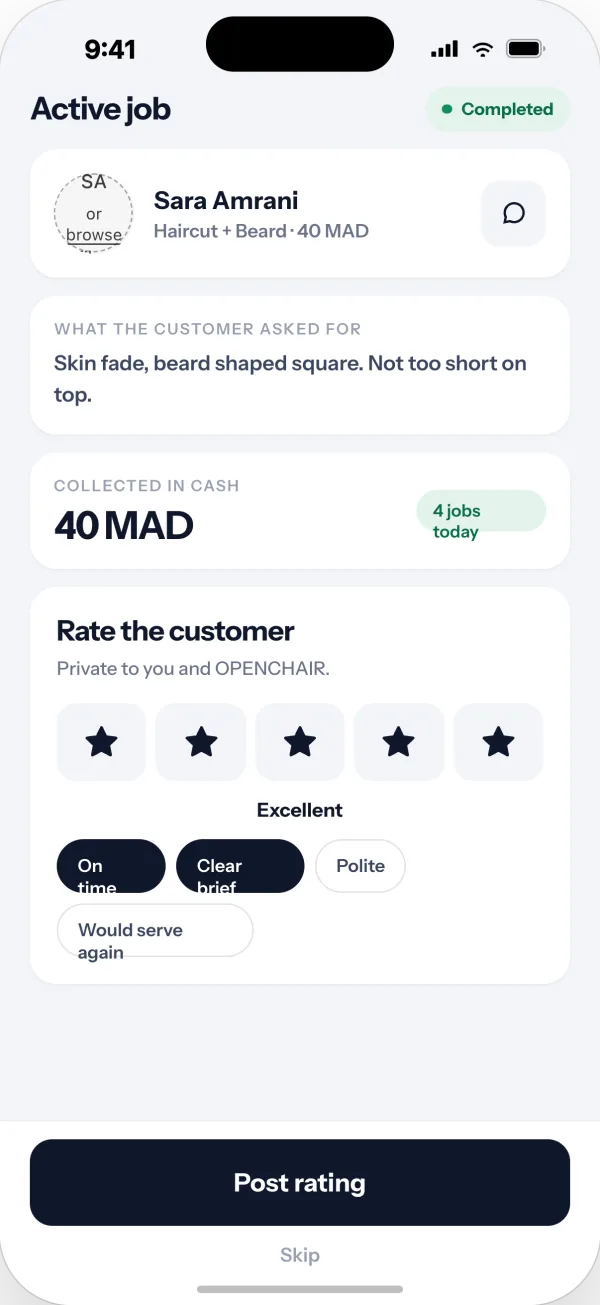 9:41
Active job
Completed
SA
or
browse
Sara Amrani
Haircut + Beard · 40 MAD
WHAT THE CUSTOMER ASKED FOR
Skin fade, beard shaped square. Not too short on
top.
COLLECTED IN CASH
40 MAD
4 jobs
today
Rate the customer
Private to you and OPENCHAIR.
Excellent
On
time
Clear
brief
Polite
Would serve
again
Post rating
Skip